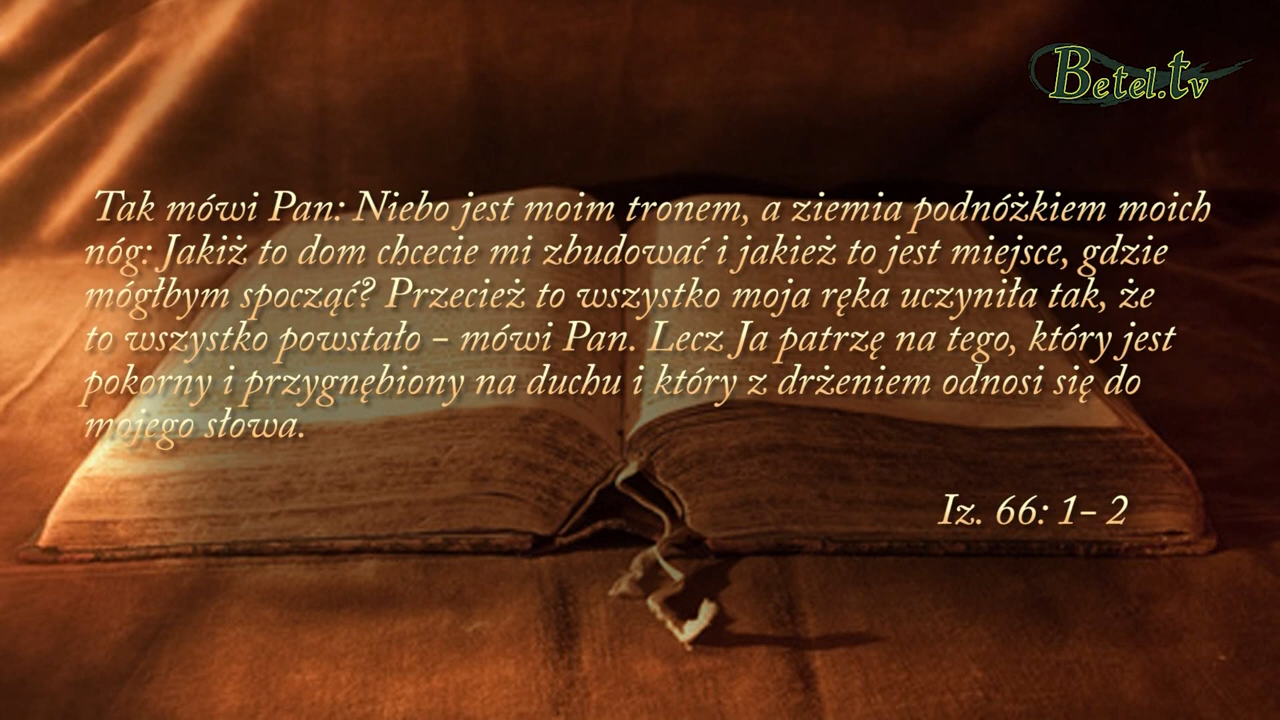 Betel.tv
Tak mówi Pan: Niebo jest moim tronem, a ziemia podnóżkiem moich
nóg: Jakiż to dom chcecie mi zbudować i jakież to jest miejsce, gdzie
mógłbym spocząć? Przecież to wszystko moja ręka uczyniła tak, że
to wszystko powstało – mówi Pan. Lecz Ja patrzę na tego, który jest
pokorny i przygnębiony na duchu i który z drżeniem odnosi się do
mojego słowa.
Iz. 66: 1– 2